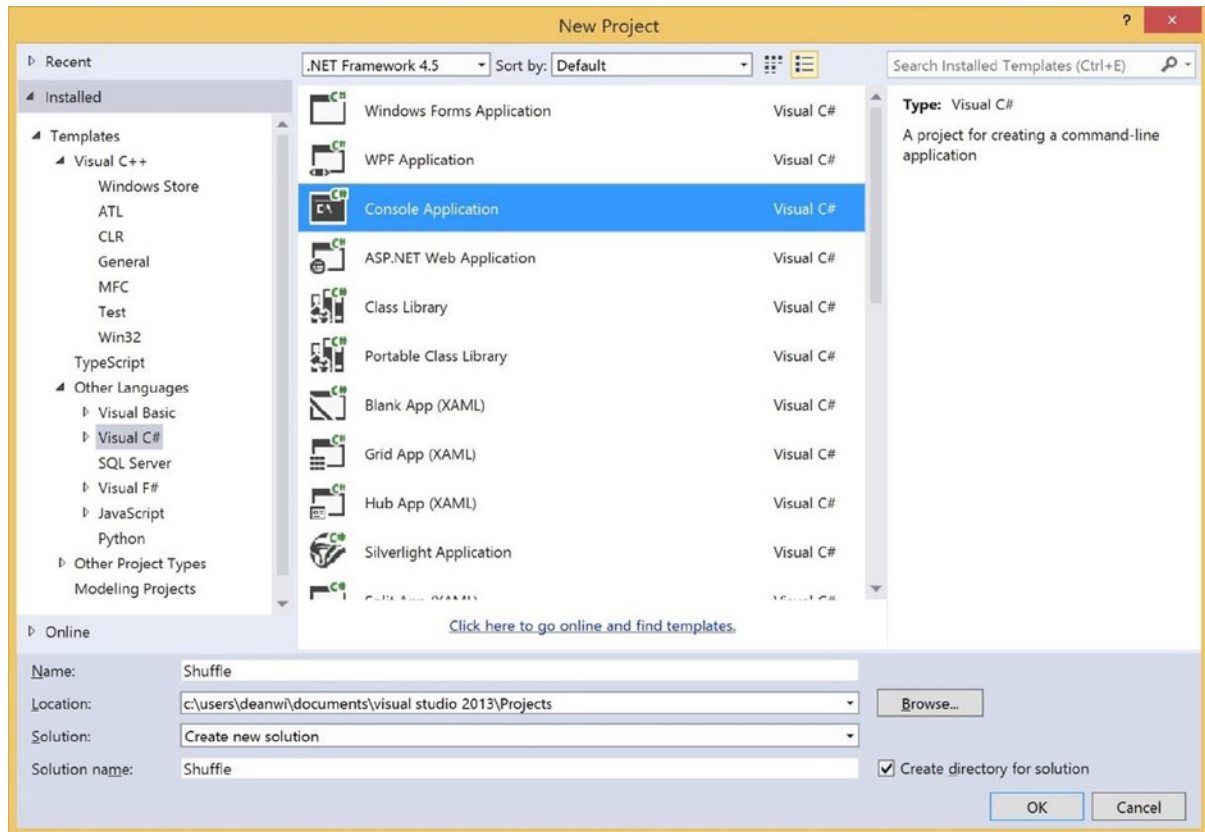 New Project
?
Recent
.NET Framework 4.5
Sort by:
Default
Search Installed Templates (Ctrl+E)
Installed
Templates
Visual C++
Windows Store
ATL
CLR
General
MFC
Test
Win32
TypeScript
Other Languages
Visual Basic
Visual C#
SQL Server
Visual F#
JavaScript
Python
Other Project Types
Modeling Projects
Online
C# Windows Forms Application Visual C#
C# WPF Application Visual C#
C# Console Application Visual C#
C# ASP.NET Web Application Visual C#
C# Class Library Visual C#
C# Portable Class Library Visual C#
C# Blank App (XAML) Visual C#
C# Grid App (XAML) Visual C#
C# Hub App (XAML) Visual C#
C# Silverlight Application Visual C#
Click here to go online and find templates.
Type: Visual C#
A project for creating a command-line
application
Name: Shuffle
Location: c:\users\deanwi\documents\visual studio 2013\Projects
Browse...
Solution: Create new solution
Solution name: Shuffle
Create directory for solution
OK
Cancel